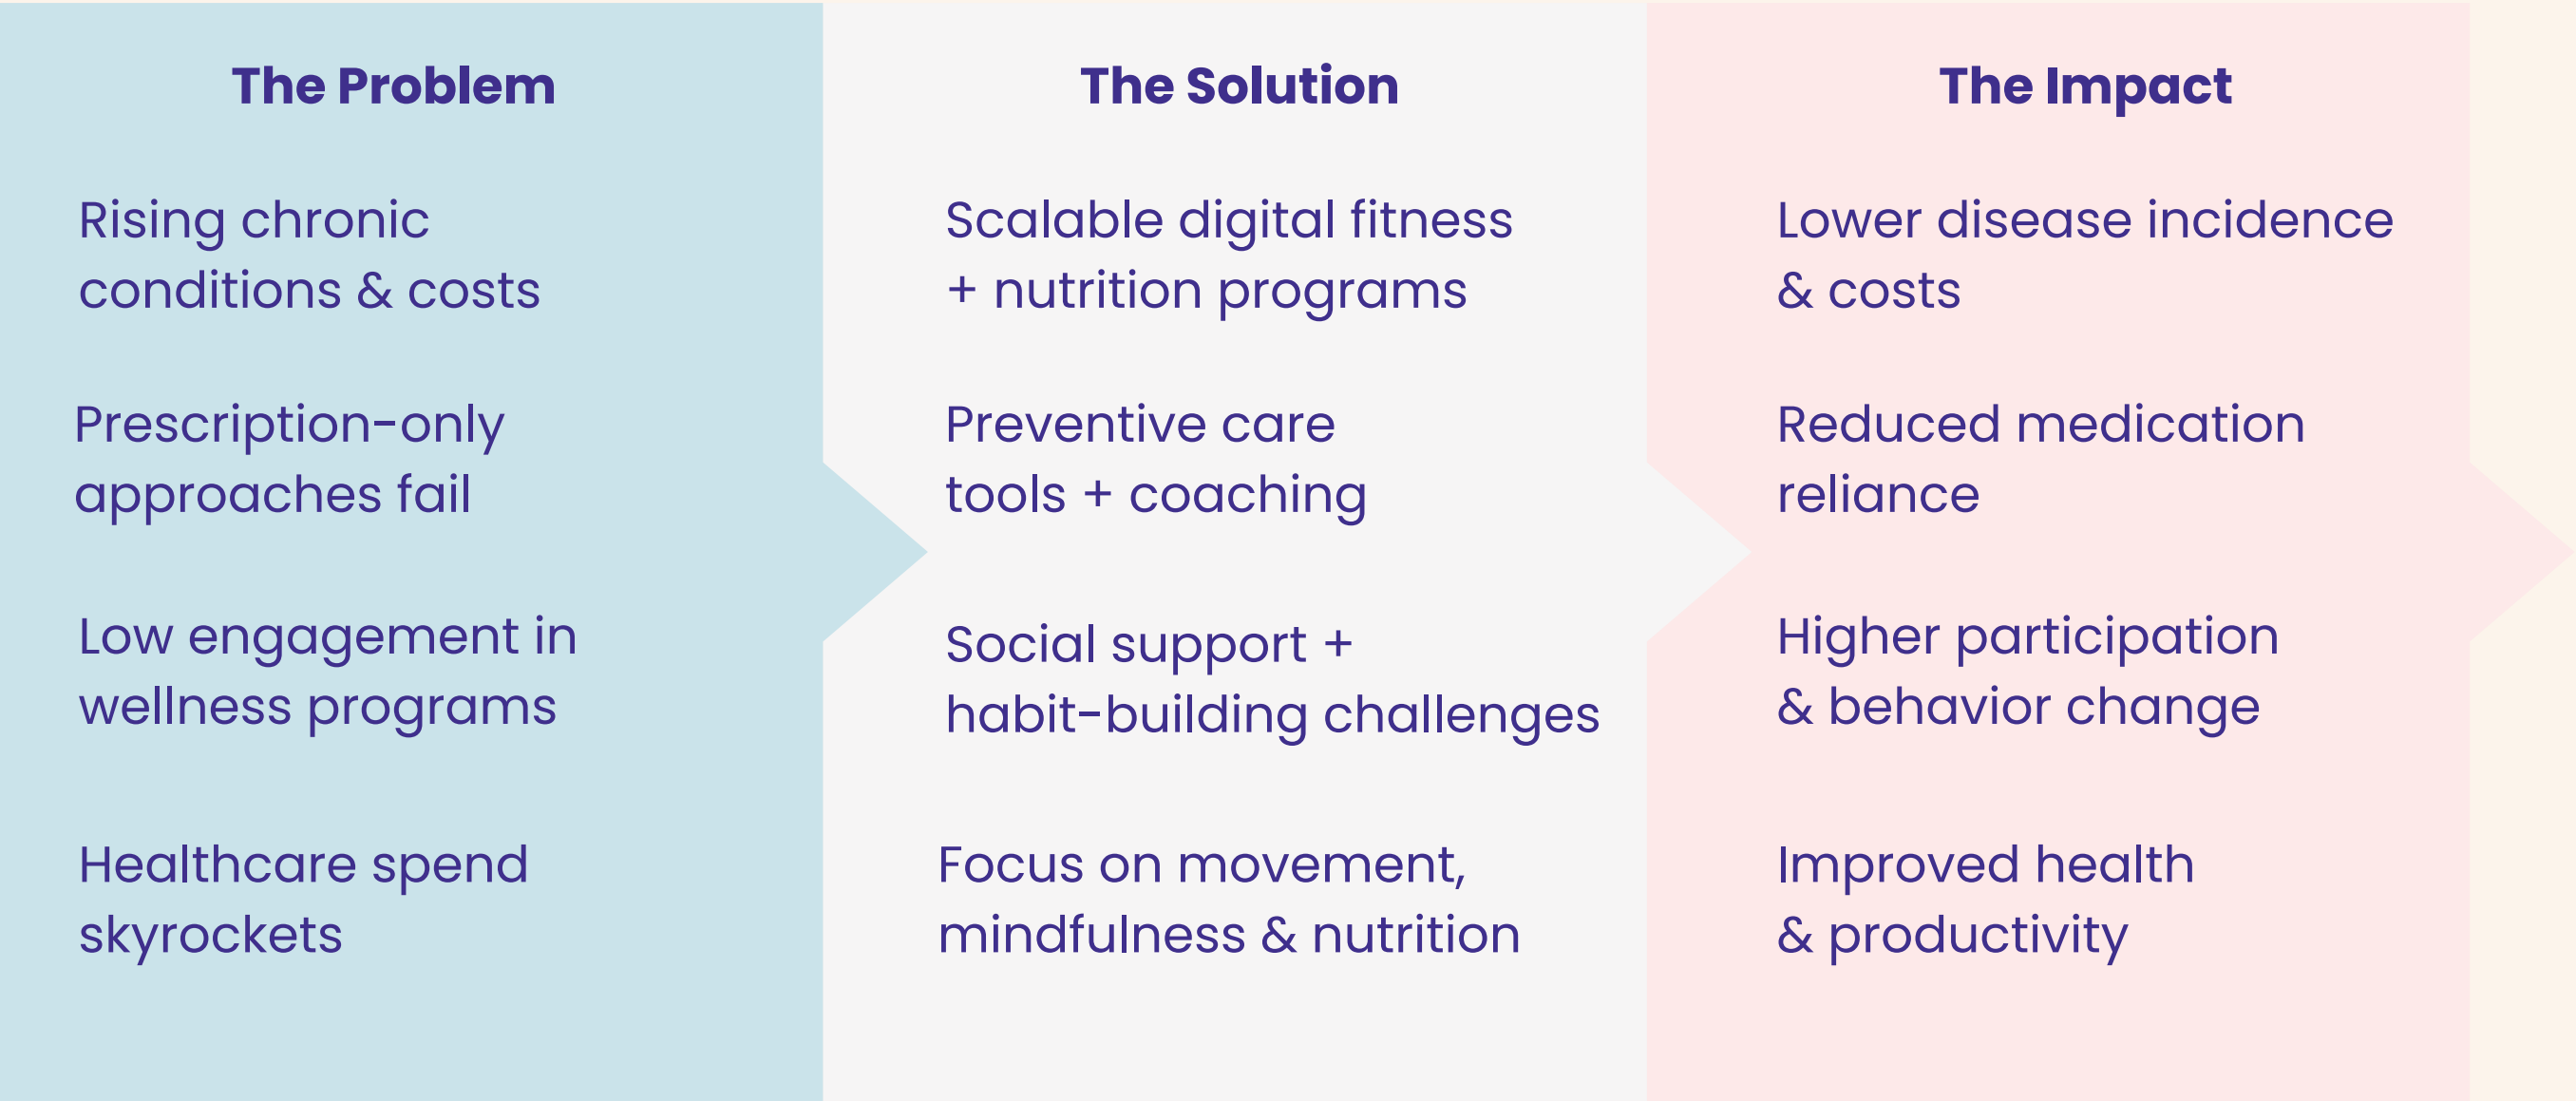 The Problem
Rising chronic
conditions & costs
Prescription-only
approaches fail
Low engagement in
wellness programs
Healthcare spend
skyrockets
The Solution
Scalable digital fitness
+ nutrition programs
Preventive care
tools + coaching
Social support +
habit-building challenges
Focus on movement,
mindfulness & nutrition
The Impact
Lower disease incidence
& costs
Reduced medication
reliance
Higher participation
& behavior change
Improved health
& productivity